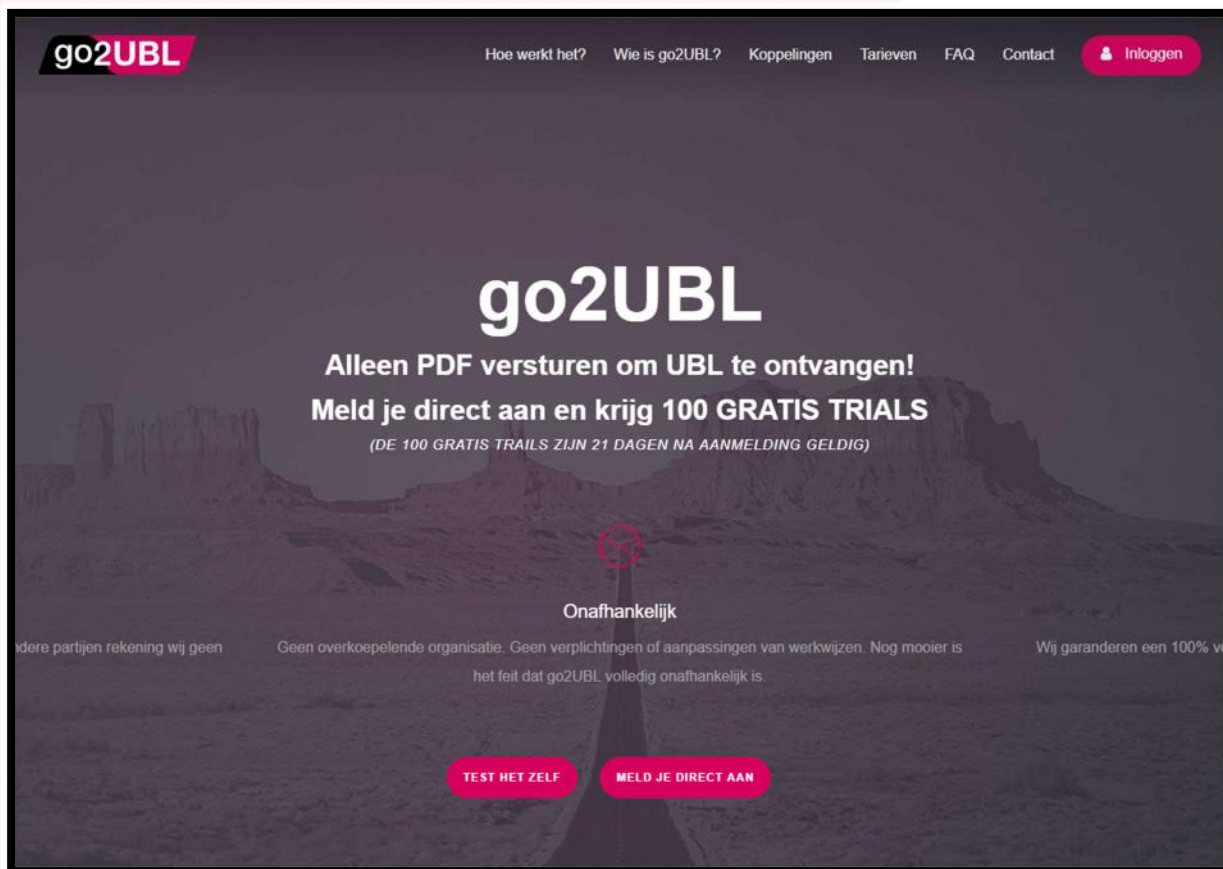 go2UBL
Hoe werkt het? Wie is go2UBL? Koppelingen Tarieven FAQ Contact Inloggen
go2UBL
Alleen PDF versturen om UBL te ontvangen!
Meld je direct aan en krijg 100 GRATIS TRIALS
(DE 100 GRATIS TRAILS ZIJN 21 DAGEN NA AANMELDING GELDIG)
Onafhankelijk
ndere partijen rekening wij geen
Geen overkoepelende organisatie. Geen verplichtingen of aanpassingen van werkwijzen. Nog mooier is
het feit dat go2UBL volledig onafhankelijk is.
Wij garanderen een 100% v
TEST HET ZELF
MELD JE DIRECT AAN